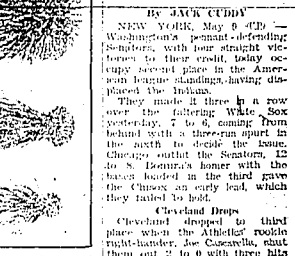 By JACK CUDDY
NEW YORK, May 9 (UP) —
Washington's pennant-defending
Senators, with four straight vic-
tories to their credit, today oc-
cupy second place in the Amer-
ican league standings, having dis-
placed the Indians.
They made it three in a row
over the faltering White Sox
yesterday, 7 to 6, coming from
behind with a three-run spurt in
the sixth to decide the issue.
Chicago outhit the Senators, 12
to 8. Bonura's homer with the
bases loaded in the third gave
the Chisox an early lead, which
they failed to hold.
Cleveland Drops
Cleveland dropped to third
place when the Athletics' rookie
right-hander, Joe Cascarella, shut
them out 2 to 0 with three hits